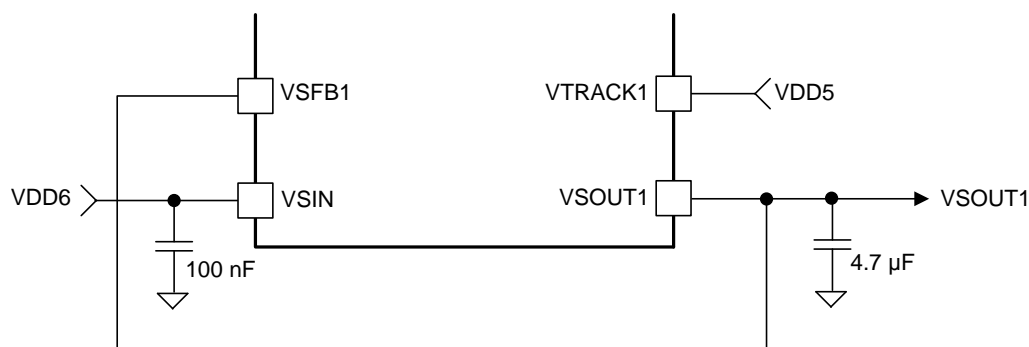 VSFB1
VTRACK1
VDD5
VDD6
VSIN
VSOUT1
VSOUT1
100 nF
4.7 µF